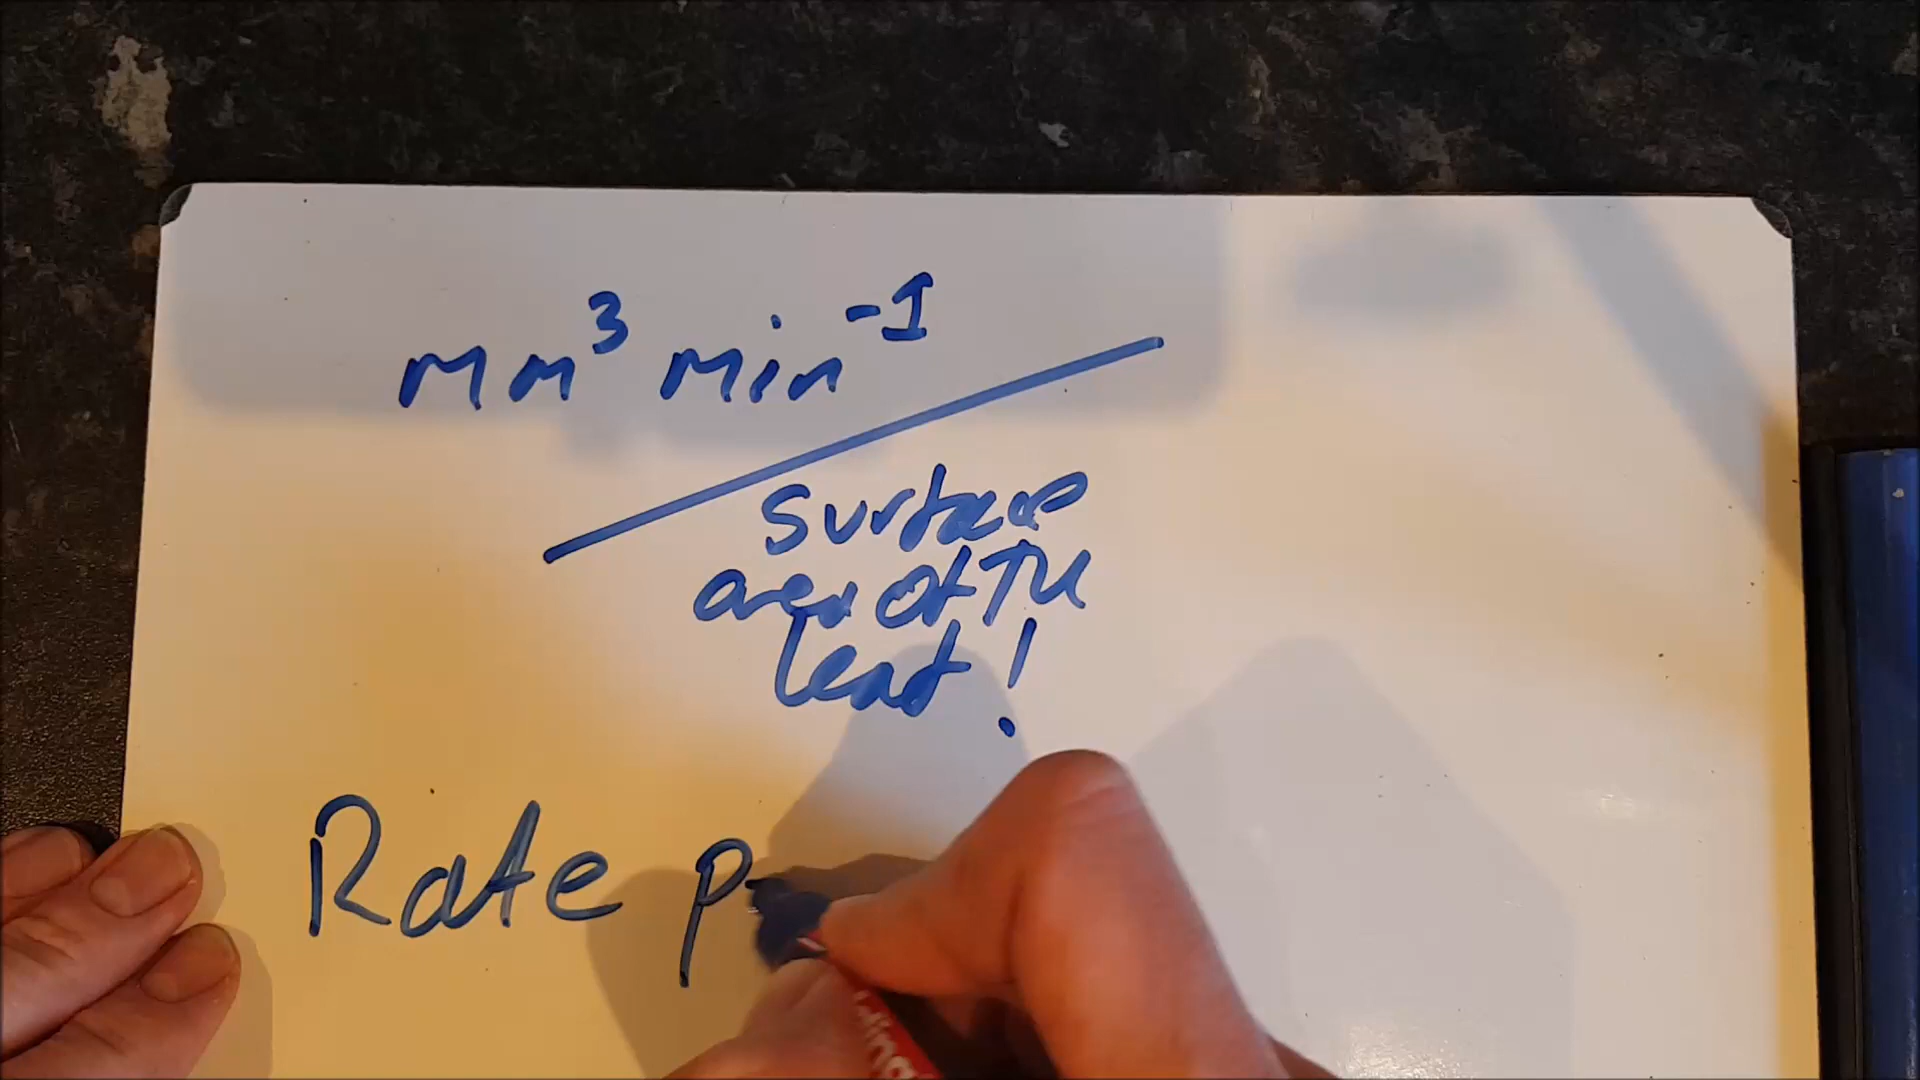 Mm³ min⁻¹
Surface
area of the
leaf!
Rate p